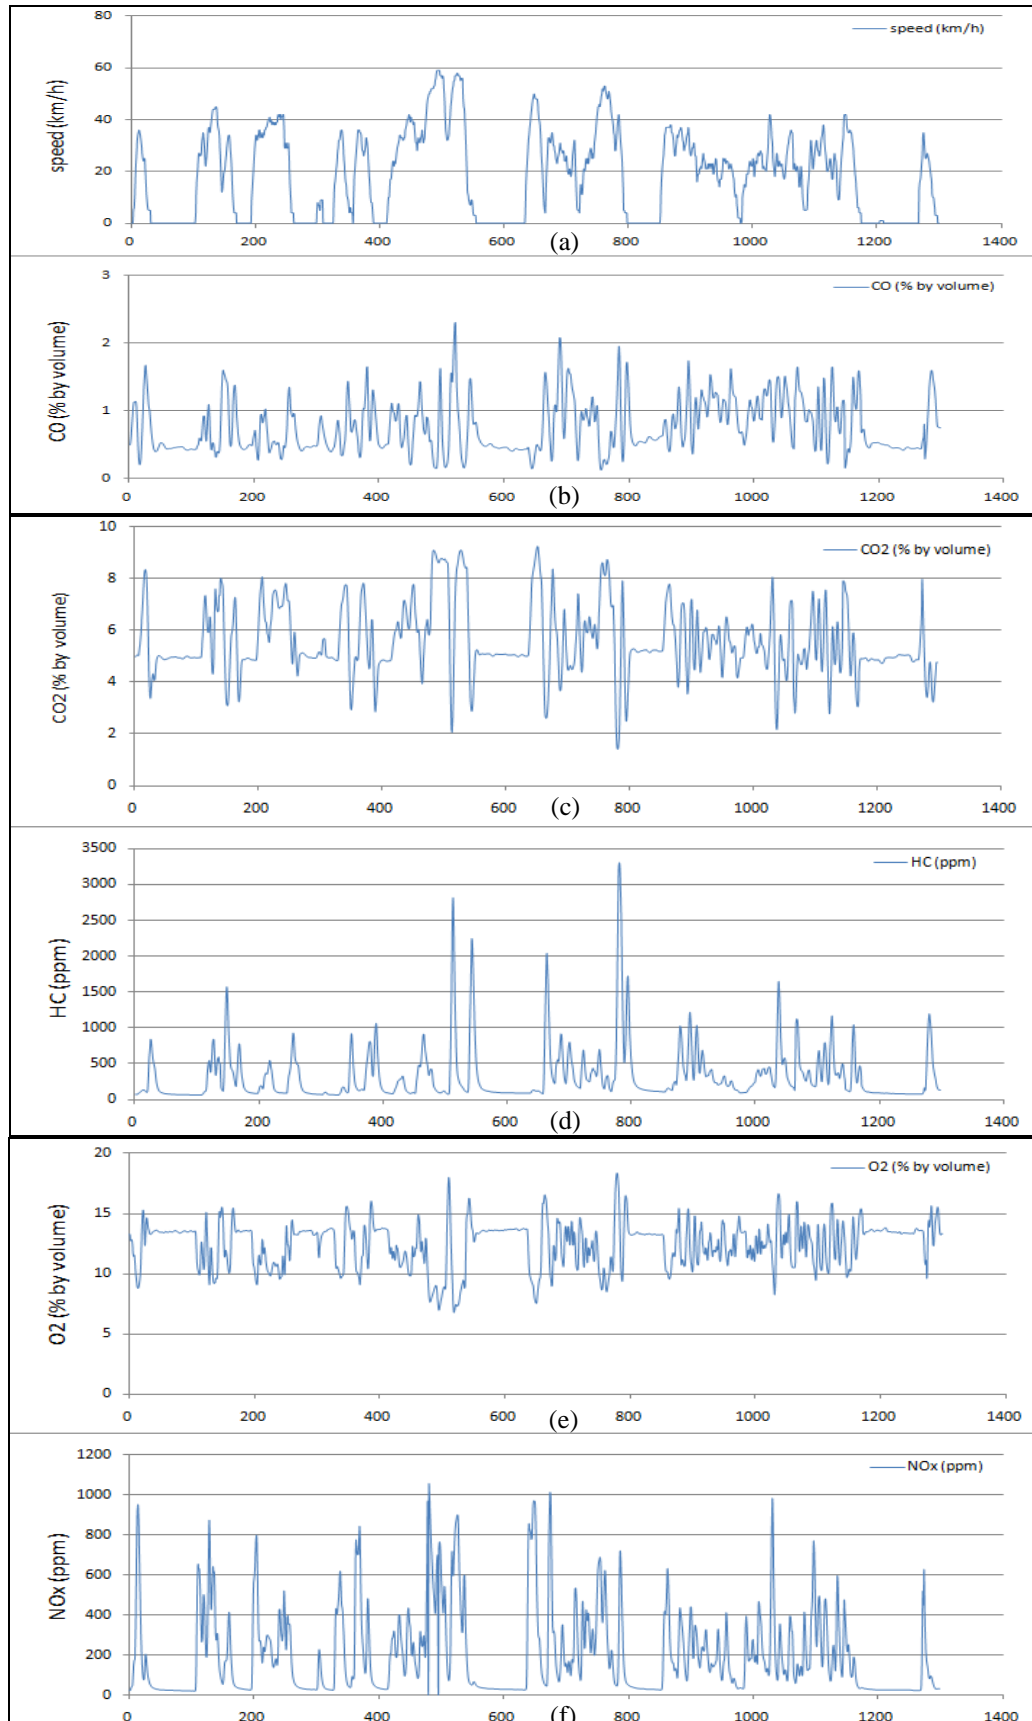 80
speed (km/h)
60
40
20
0
speed (km/h)
0 200 400 600 800 1000 1200 1400
(a)
3
CO (% by volume)
2
1
0
CO (% by volume)
0 200 400 600 800 1000 1200 1400
(b)
10
CO2 (% by volume)
8
6
4
2
0
CO2 (% by volume)
0 200 400 600 800 1000 1200 1400
(c)
3500
HC (ppm)
3000
2500
2000
1500
1000
500
0
HC (ppm)
0 200 400 600 800 1000 1200 1400
(d)
20
O2 (% by volume)
15
10
5
0
O2 (% by volume)
0 200 400 600 800 1000 1200 1400
(e)
1200
NOx (ppm)
1000
800
600
400
200
0
NOx (ppm)
0 200 400 600 800 1000 1200 1400
(f)